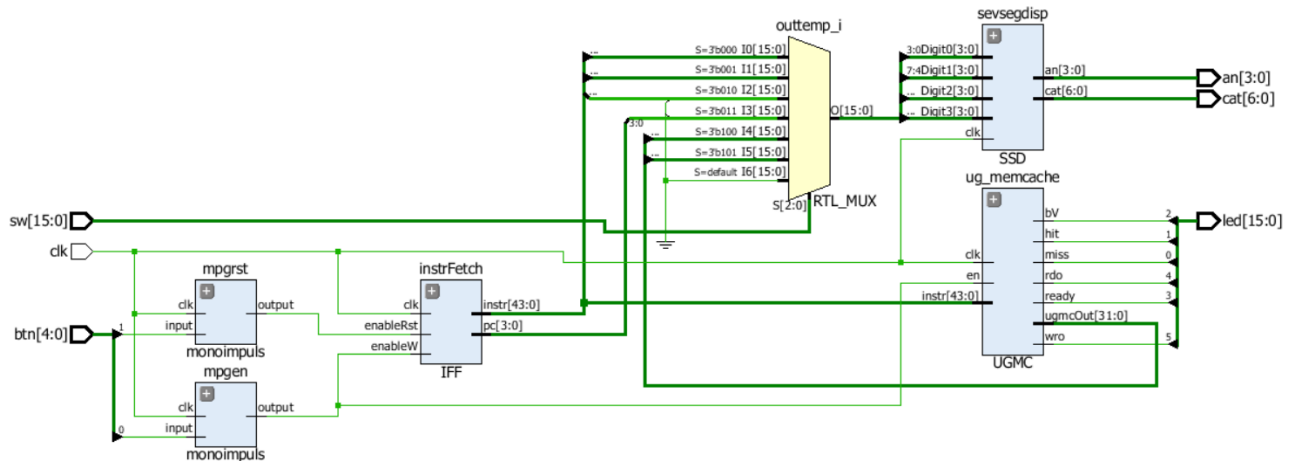 sevsegdisp
outtemp_i
S=3'b000 I0[15:0]
S=3'b001 I1[15:0]
S=3'b010 I2[15:0]
S=3'b011 I3[15:0]
S=3'b100 I4[15:0]
S=3'b101 I5[15:0]
S=default I6[15:0]
S[2:0]
O[15:0]
RTL_MUX
...
...
...
3:0
...
...
3:0 Digit0[3:0]
7:4 Digit1[3:0]
... Digit2[3:0]
... Digit3[3:0]
clk
an[3:0]
cat[6:0]
SSD
an[3:0]
cat[6:0]
ug_memcache
clk
en
instr[43:0]
bV
hit
miss
rdo
ready
ugmcOut[31:0]
wro
UGMC
2
1
0
4
3
5
led[15:0]
sw[15:0]
clk
btn[4:0]
1
0
mpgrst
clk
input
output
monoimpuls
mpgen
clk
input
output
monoimpuls
instrFetch
clk
enableRst
enableW
instr[43:0]
pc[3:0]
IFF